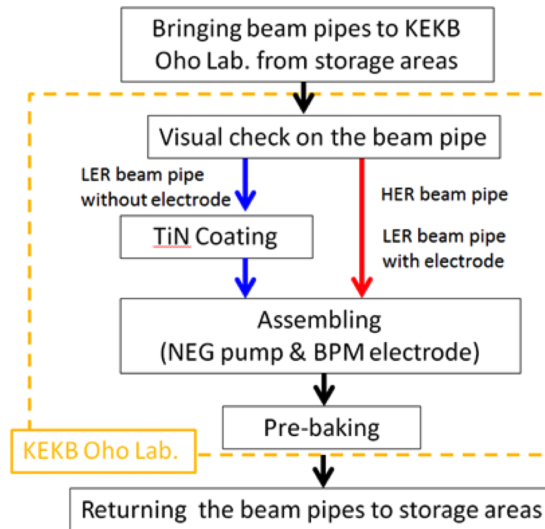 Bringing beam pipes to KEKB
Oho Lab. from storage areas
Visual check on the beam pipe
LER beam pipe
without electrode
HER beam pipe
LER beam pipe
with electrode
TiN Coating
Assembling
(NEG pump & BPM electrode)
Pre-baking
KEKB Oho Lab.
Returning the beam pipes to storage areas